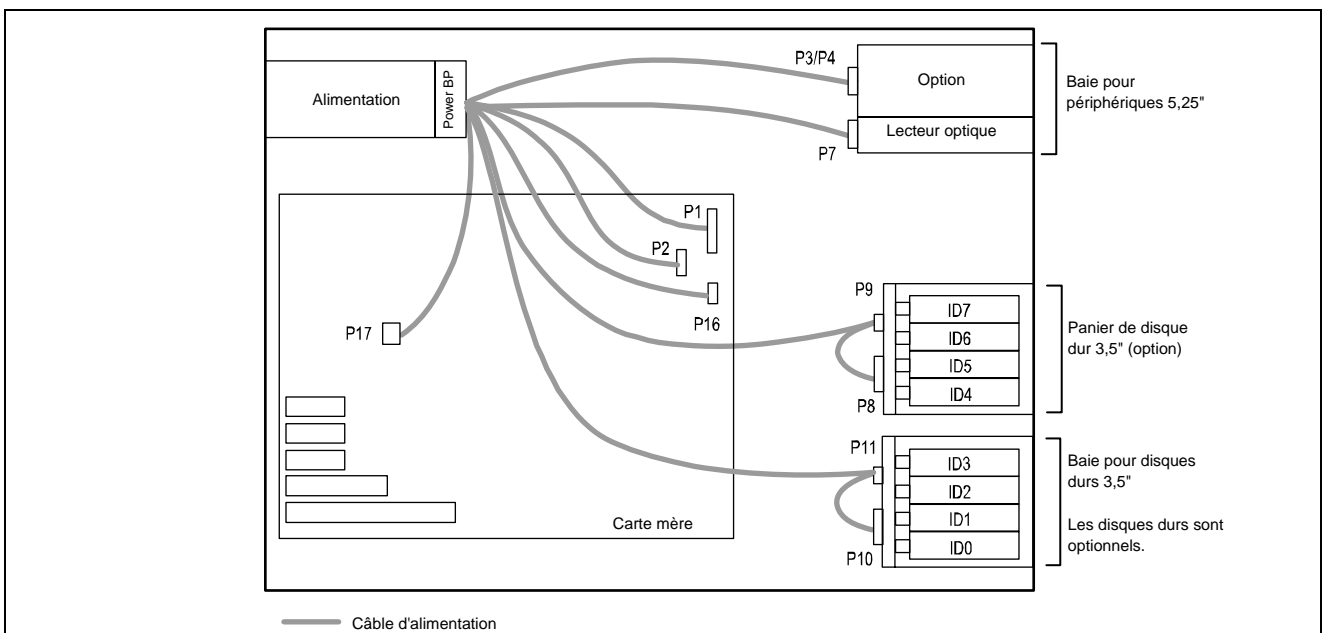 P3/P4
Option
Baie pour
périphériques 5,25"
Alimentation
Power BP
Lecteur optique
P7
P1
P2
P16
P17
P9
ID7
ID6
ID5
ID4
P8
Panier de disque
dur 3,5" (option)
P11
ID3
ID2
ID1
ID0
P10
Baie pour disques
durs 3,5"
Les disques durs sont
optionnels.
Carte mère
Câble d'alimentation